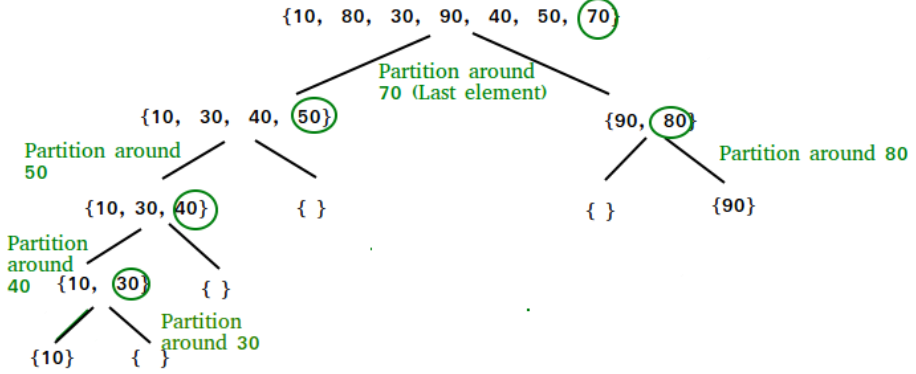 {10, 80, 30, 90, 40, 50, 70}
Partition around
70 (Last element)
{10, 30, 40, 50}
{90, 80}
Partition around
50
Partition around 80
{10, 30, 40}
{ }
{ }
{90}
Partition
around
40
{10, 30}
{ }
Partition
around 30
{10}
{ }